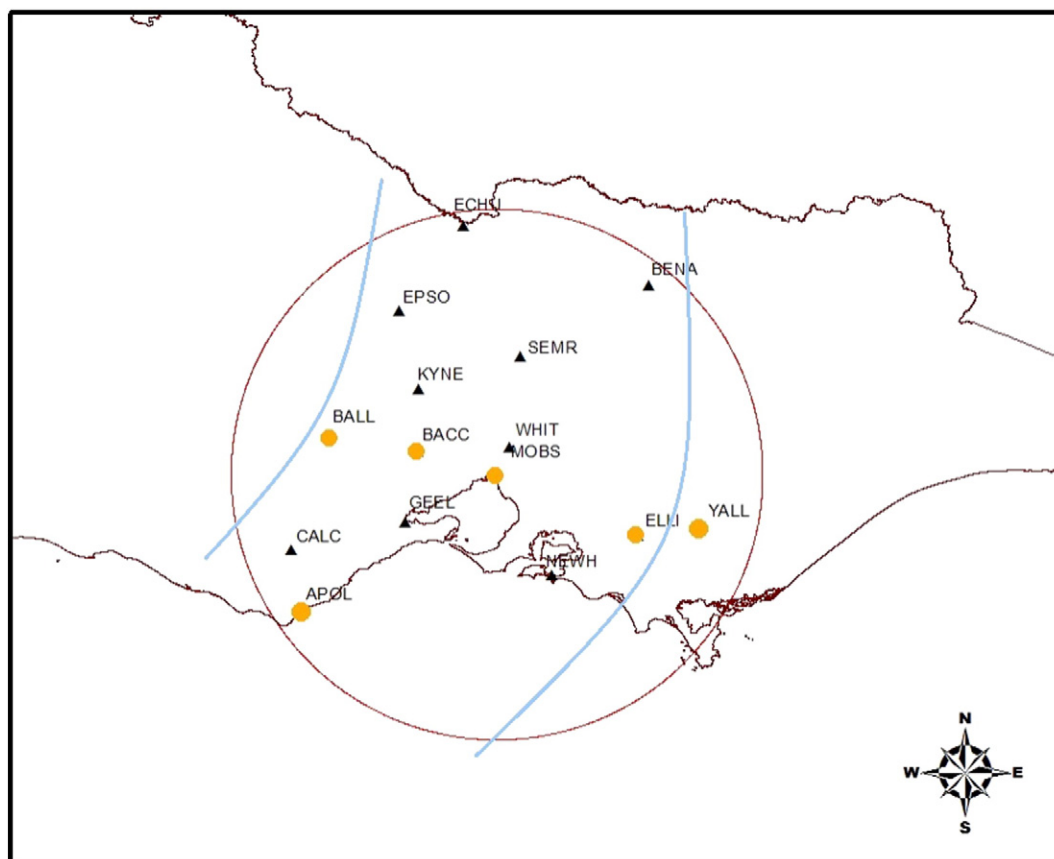 ECHU
BENA
EPSO
SEMR
KYNE
BALL
BACC
WHIT
MOBS
GEEL
ELLI
YALL
CALC
NEWH
APOL
N
W
E
S